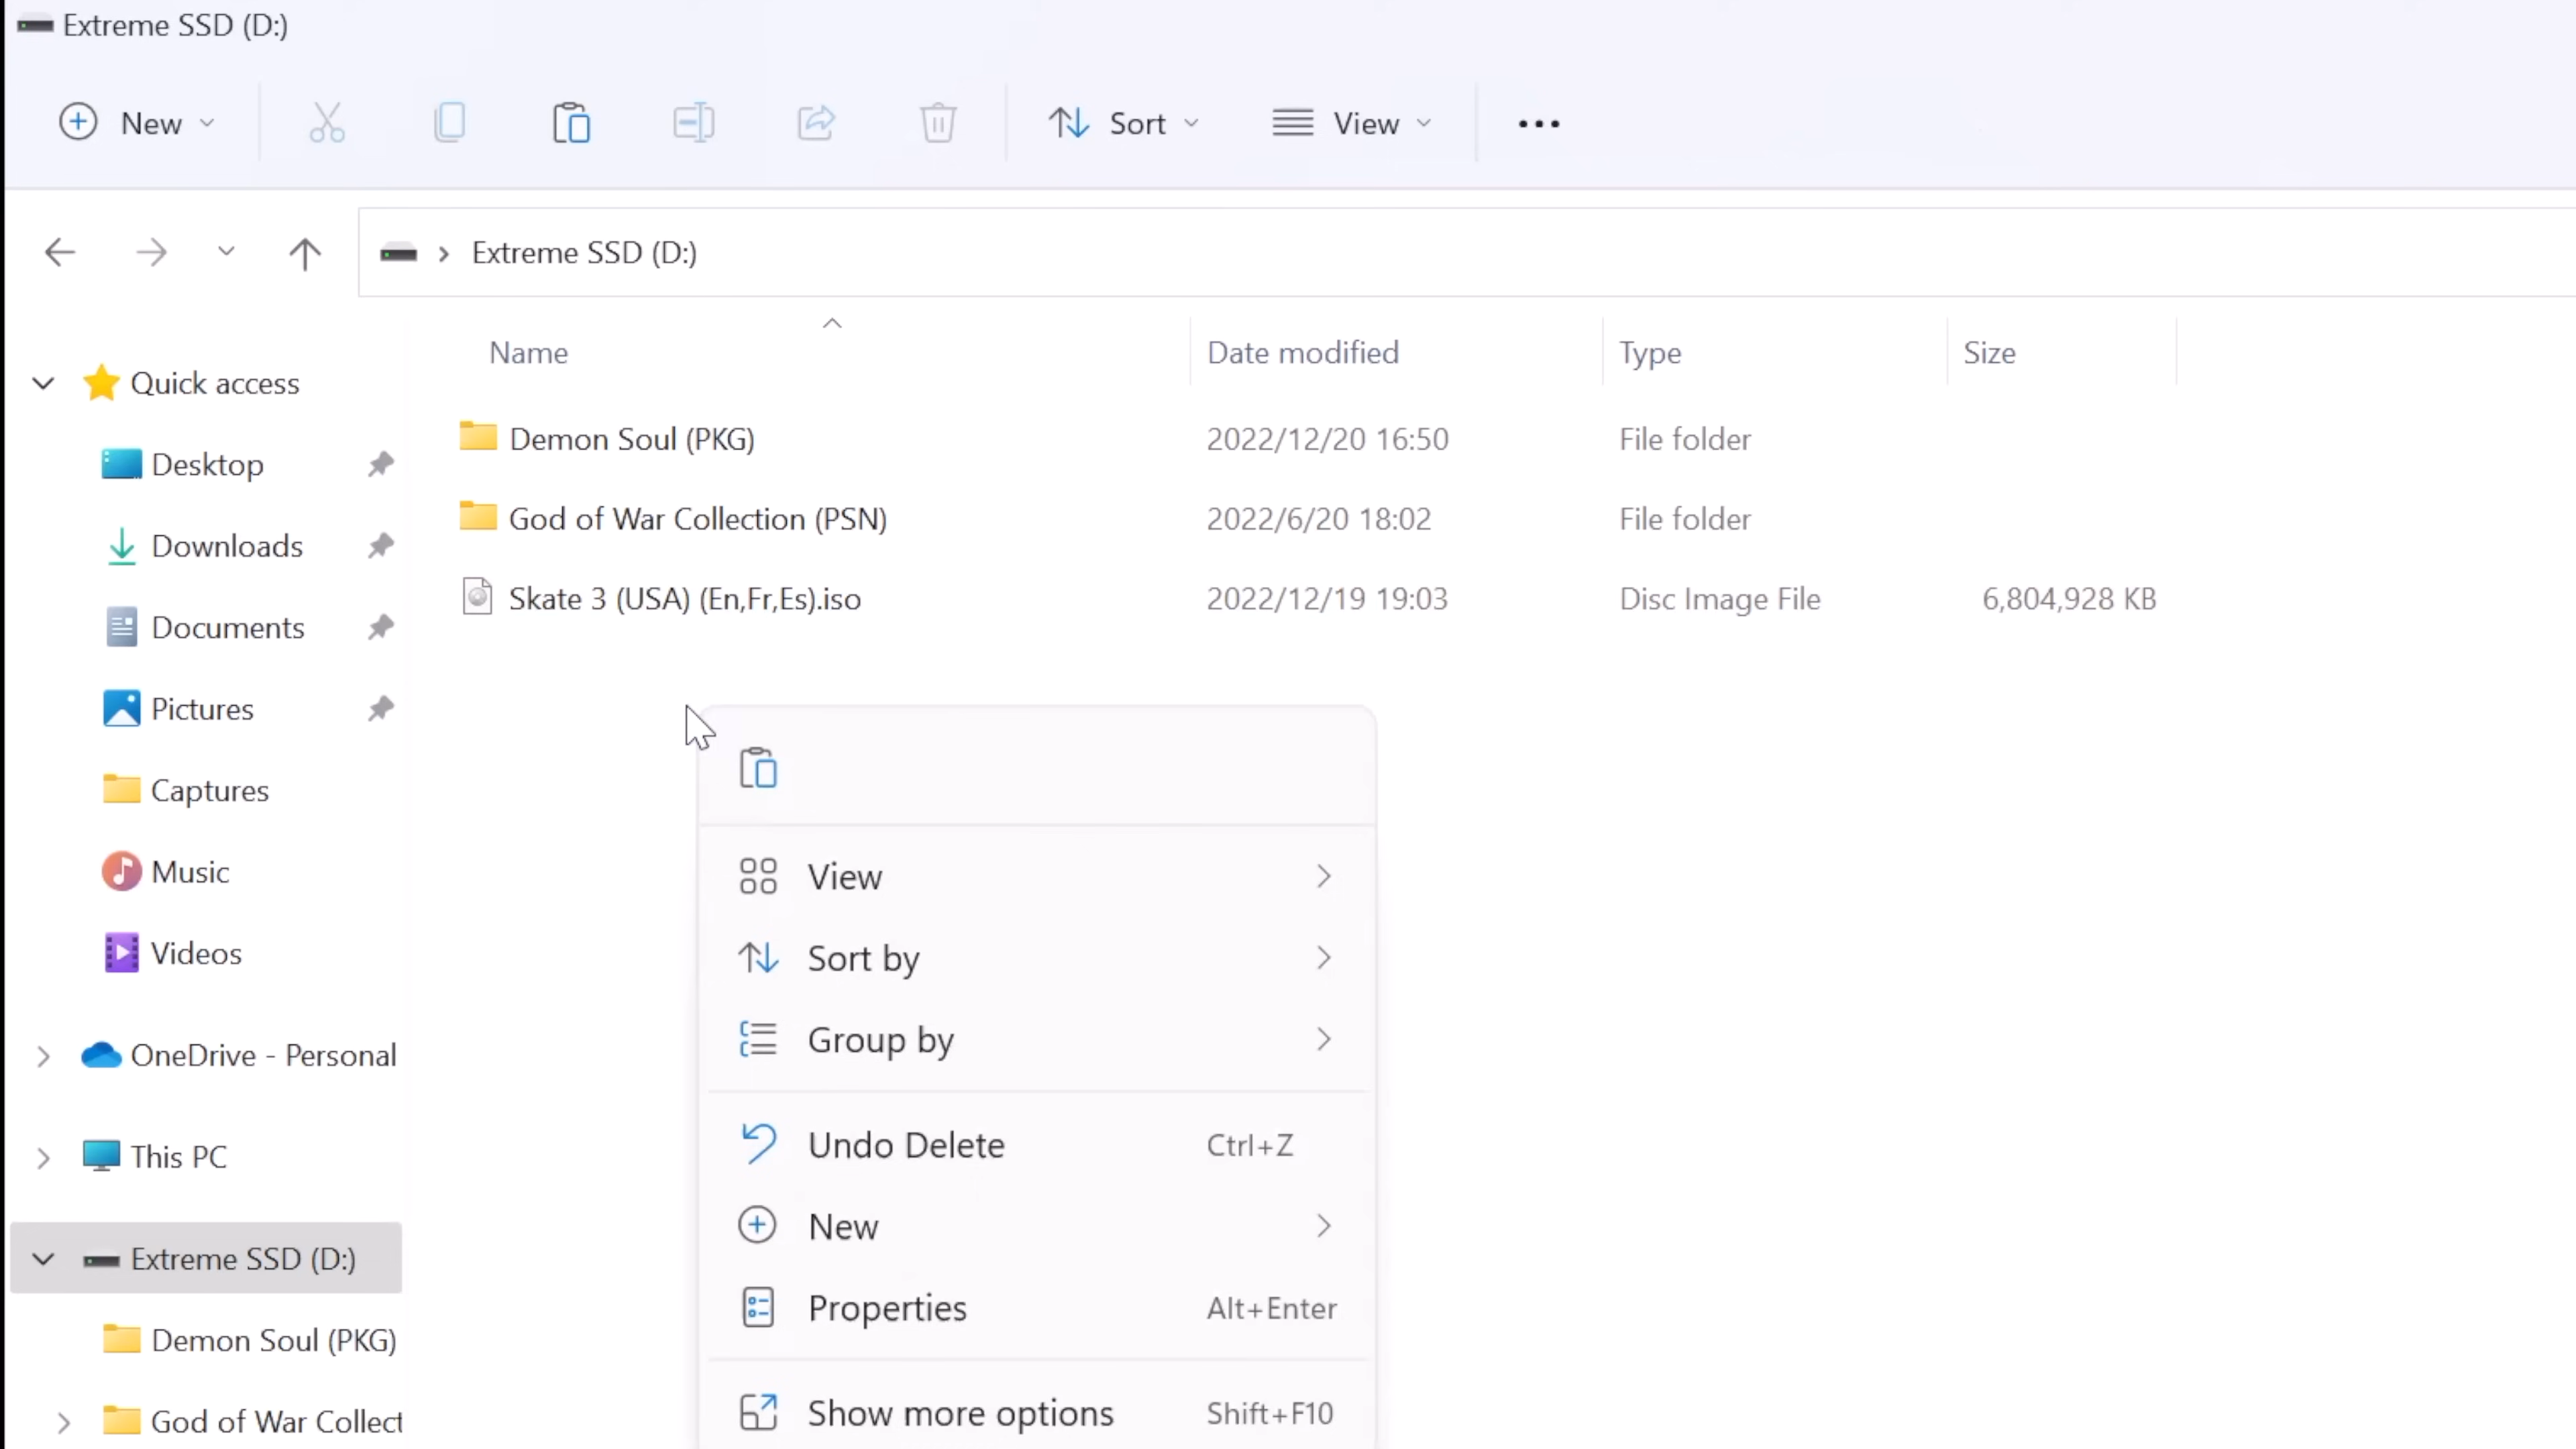 Extreme SSD (D:)
New
Sort
View
Extreme SSD (D:)
Name
Date modified
Type
Size
Quick access
Desktop
Downloads
Documents
Pictures
Captures
Music
Videos
OneDrive - Personal
This PC
Extreme SSD (D:)
Demon Soul (PKG)
God of War Collect
Demon Soul (PKG) 2022/12/20 16:50 File folder
God of War Collection (PSN) 2022/6/20 18:02 File folder
Skate 3 (USA) (En,Fr,Es).iso 2022/12/19 19:03 Disc Image File 6,804,928 KB
View
Sort by
Group by
Undo Delete Ctrl+Z
New
Properties Alt+Enter
Show more options Shift+F10